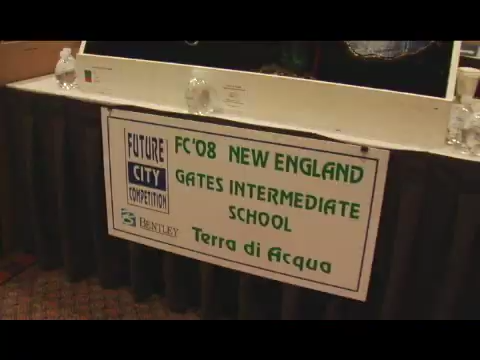 FUTURE
CITY
COMPETITION
BENTLEY
FC'08 NEW ENGLAND
GATES INTERMEDIATE
SCHOOL
Terra di Acqua